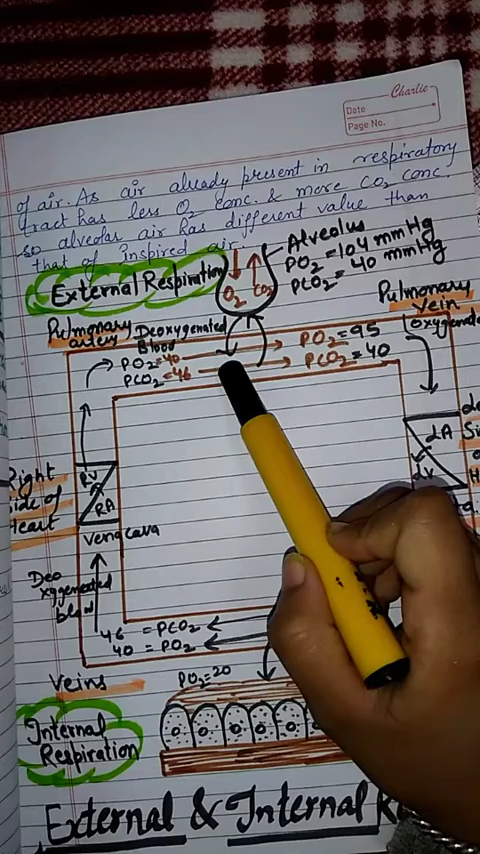 Charlie
Date
Page No.
of air. As air already present in respiratory
tract has less O2 conc. & more CO2 conc.
so alveolar air has different value than
that of inspired air.
Alveolus
PO2 = 104 mmHg
PCO2 = 40 mmHg
External Respiration
O2 CO2
Pulmonary
vein
Pulmonary
artery
Deoxygenated
Blood
PO2 = 95
PCO2 = 40
PO2 = 40
PCO2 = 46
RV
RA
LA
LV
Right
side of
Heart
Vena cava
Deo
xygenated
blood
46 = PCO2
40 = PO2
Veins
PO2 = 20
Internal
Respiration
External & Internal